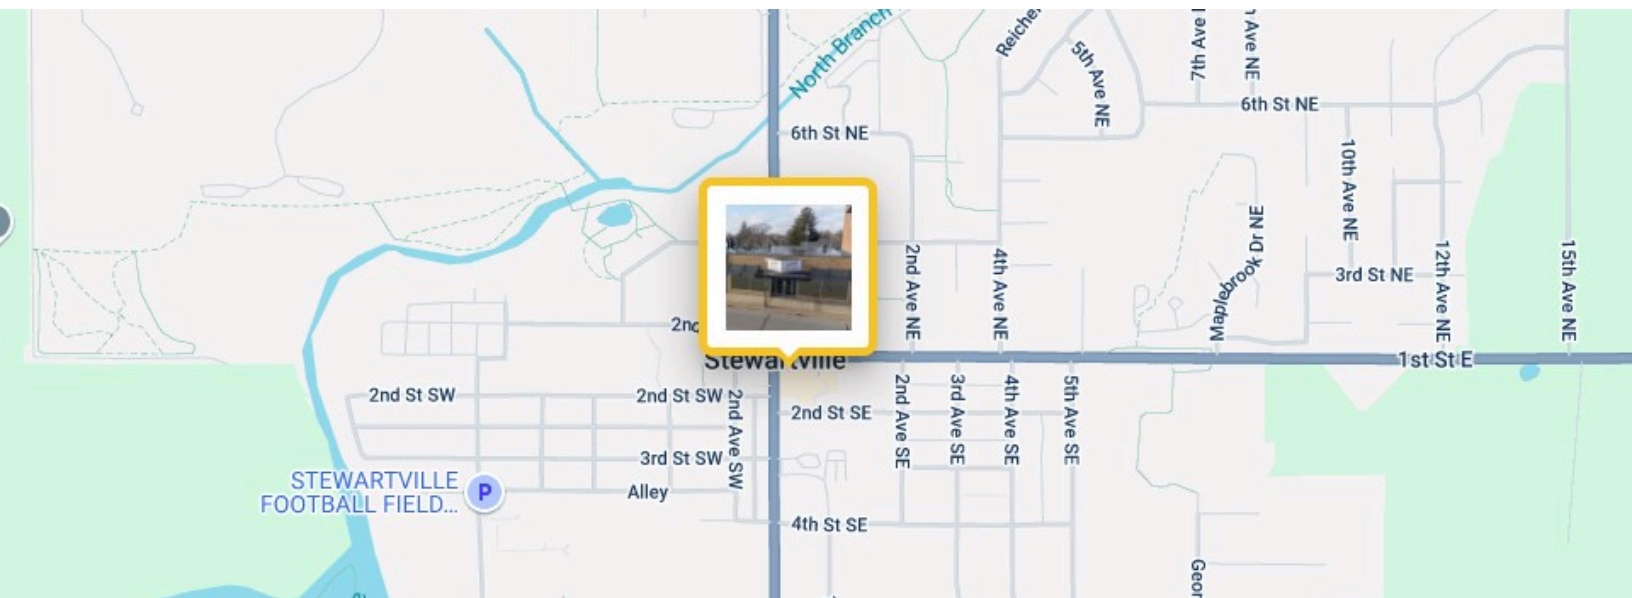 North Branch
Reicher
5th Ave NE
7th Ave
Ave NE
6th St NE
6th St NE
10th Ave NE
2nd Ave NE
4th Ave NE
Maplebrook Dr NE
3rd St NE
12th Ave NE
15th Ave NE
Stewartville
1st St E
2nd St SW
2nd St SW
2nd Ave SW
2nd St SE
2nd Ave SE
3rd Ave SE
4th Ave SE
5th Ave SE
3rd St SW
STEWARTVILLE
FOOTBALL FIELD...
P
Alley
4th St SE
Geor